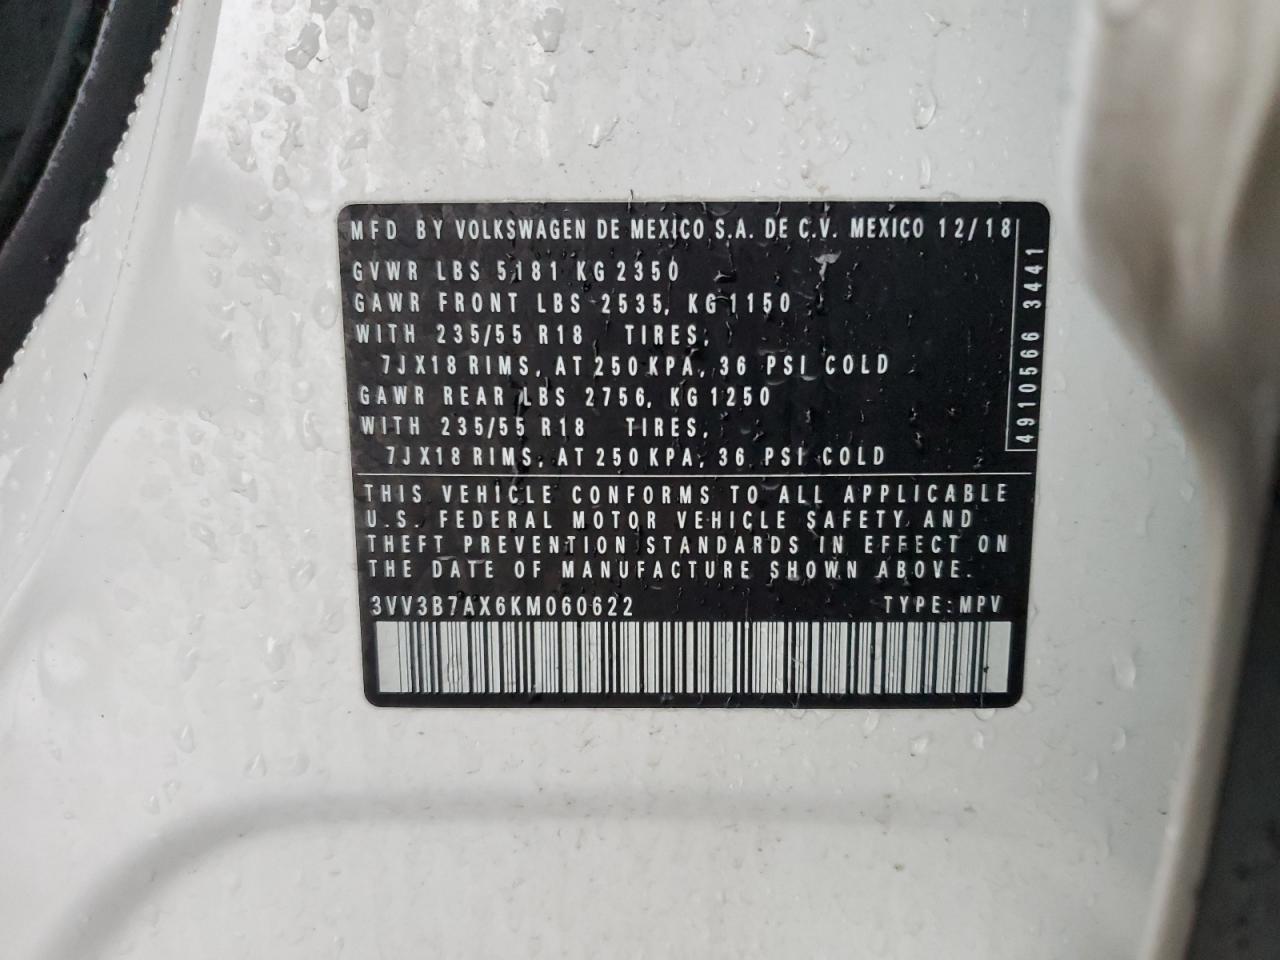 MFD BY VOLKSWAGEN DE MEXICO S.A. DE C.V. MEXICO 12/18
GVWR LBS 5181 KG 2350
GAWR FRONT LBS 2535, KG 1150
WITH 235/55 R18 TIRES,
7JX18 RIMS, AT 250 KPA, 36 PSI COLD
GAWR REAR LBS 2756, KG 1250
WITH 235/55 R18 TIRES,
7JX18 RIMS, AT 250 KPA, 36 PSI COLD
4910566 3441
THIS VEHICLE CONFORMS TO ALL APPLICABLE
U.S. FEDERAL MOTOR VEHICLE SAFETY AND
THEFT PREVENTION STANDARDS IN EFFECT ON
THE DATE OF MANUFACTURE SHOWN ABOVE.
3VV3B7AX6KM060622 TYPE: MPV